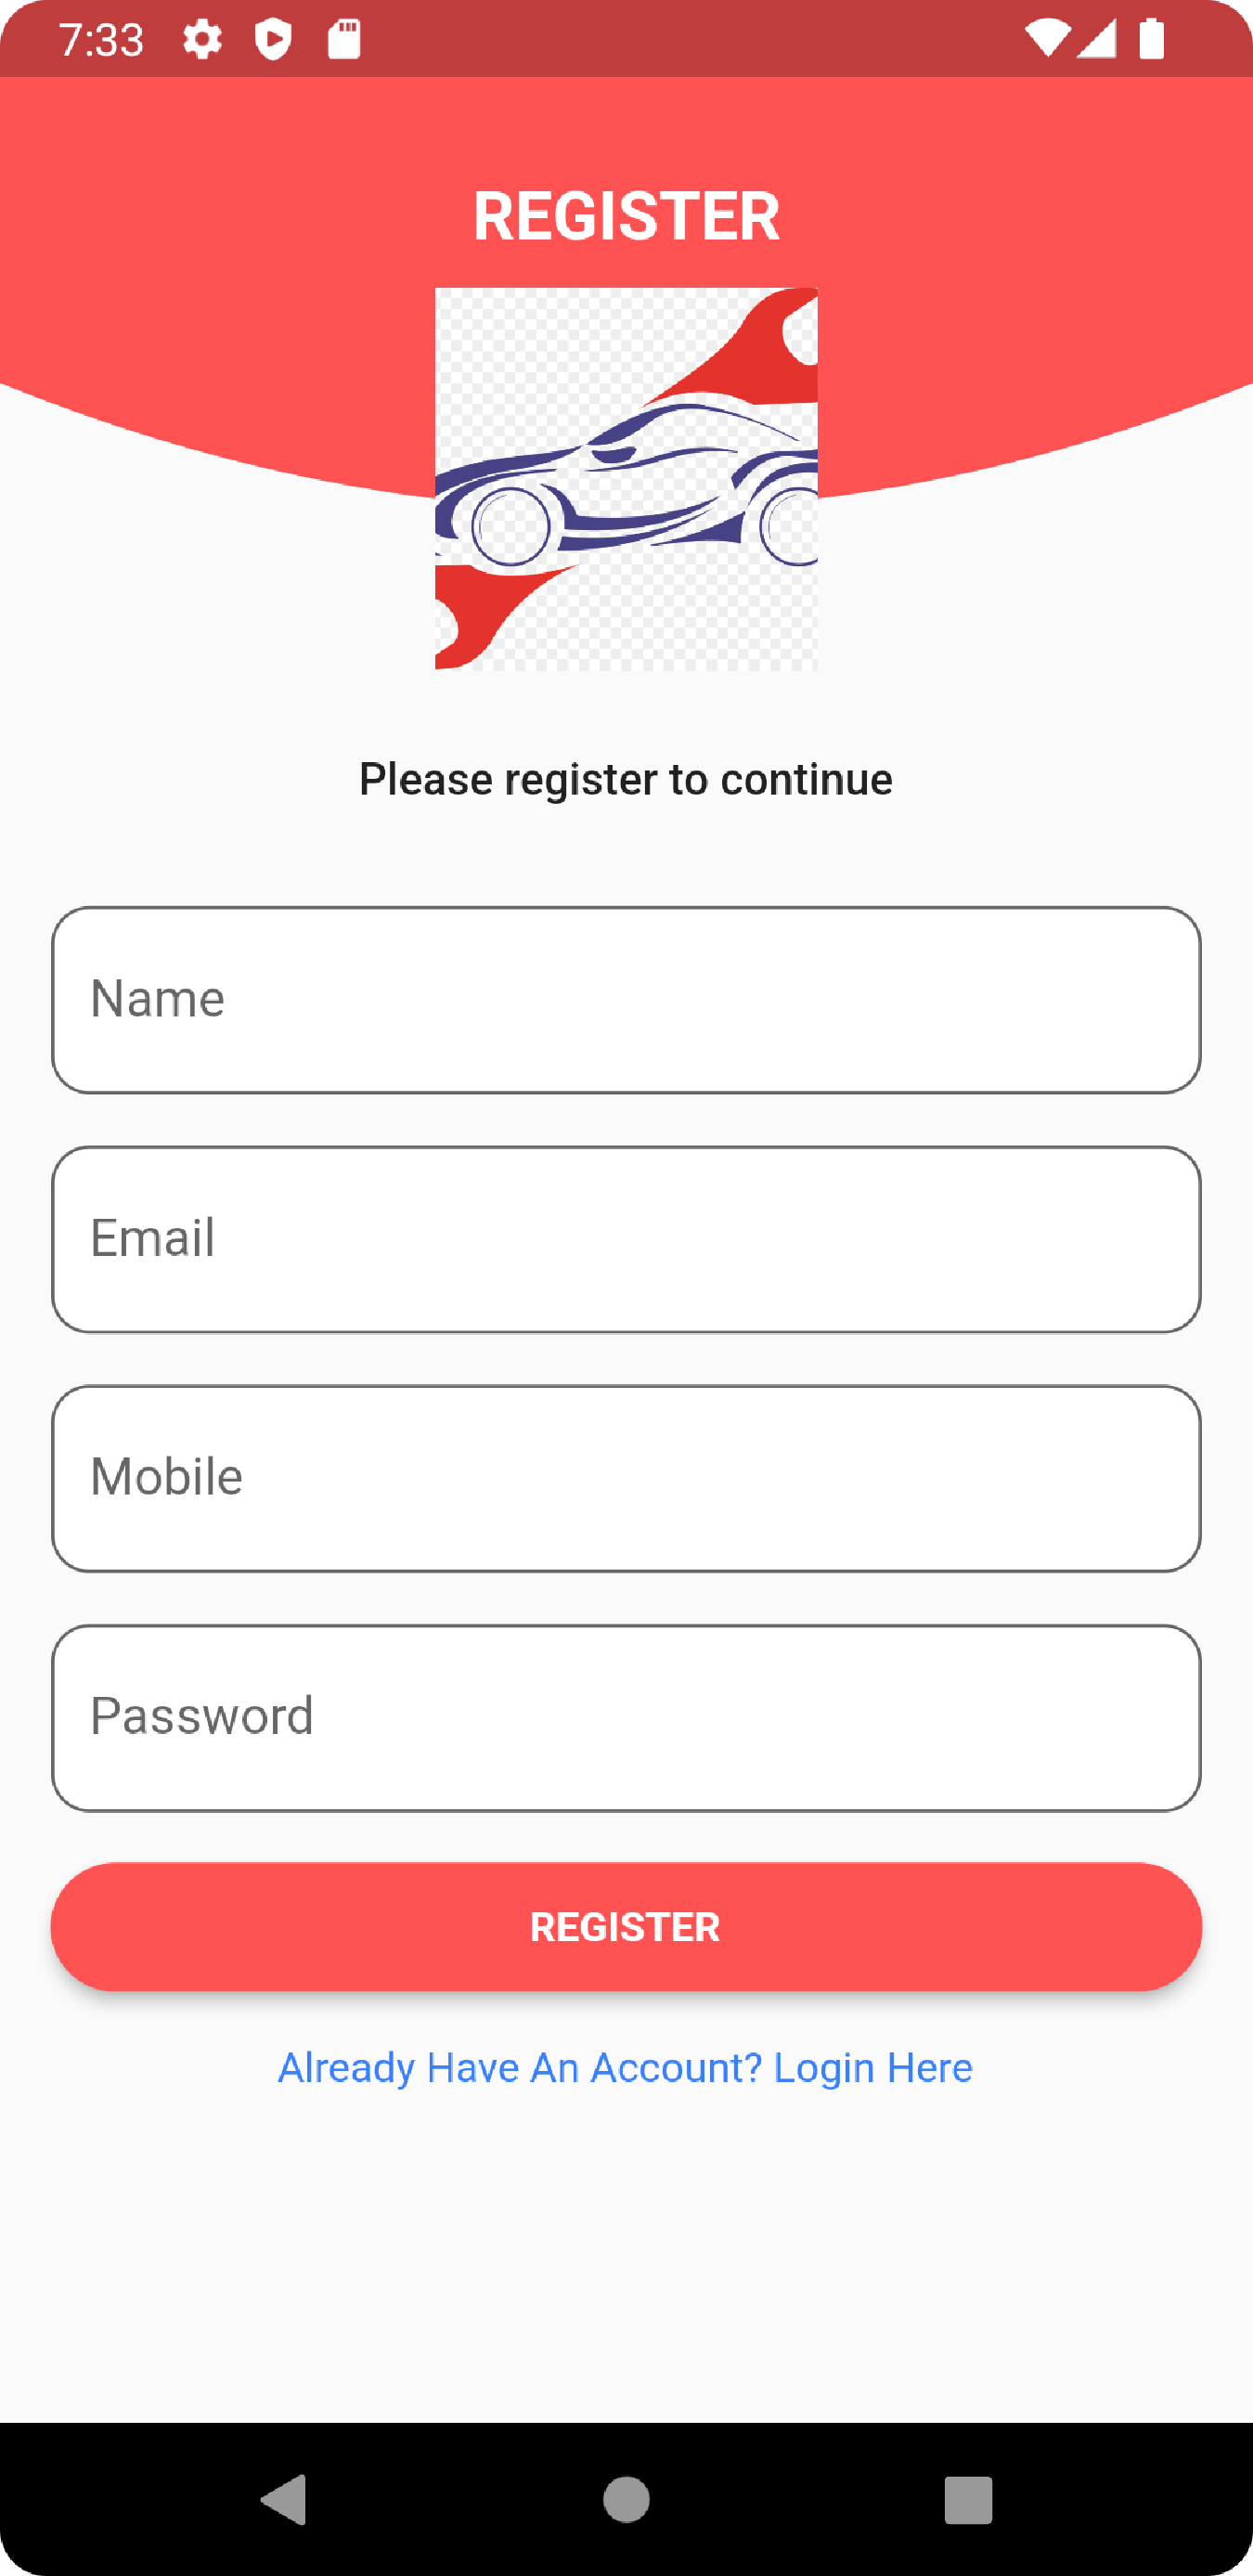 7:33
REGISTER
Please register to continue
Name
Email
Mobile
Password
REGISTER
Already Have An Account? Login Here